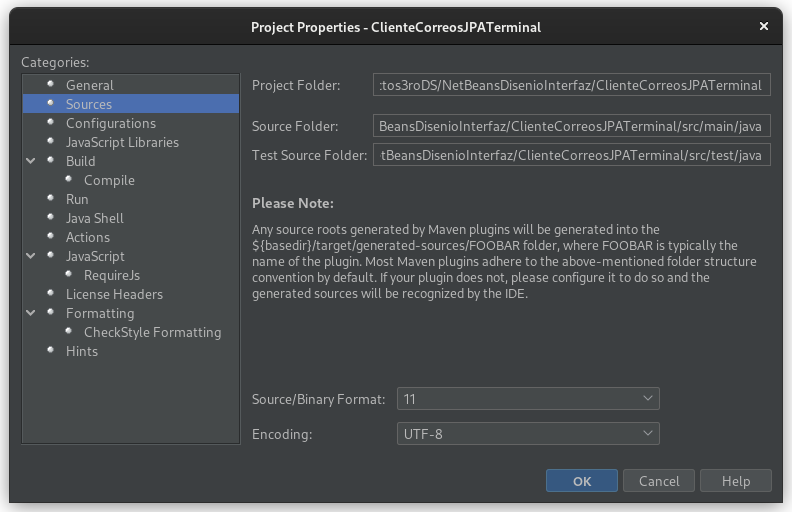 Project Properties - ClienteCorreosJPATerminal
Categories:
General
Sources
Configurations
JavaScript Libraries
Build
Compile
Run
Java Shell
Actions
JavaScript
RequireJs
License Headers
Formatting
CheckStyle Formatting
Hints
Project Folder: :tos3roDS/NetBeansDisenioInterfaz/ClienteCorreosJPATerminal
Source Folder: BeansDisenioInterfaz/ClienteCorreosJPATerminal/src/main/java
Test Source Folder: tBeansDisenioInterfaz/ClienteCorreosJPATerminal/src/test/java
Please Note:
Any source roots generated by Maven plugins will be generated into the
${basedir}/target/generated-sources/FOOBAR folder, where FOOBAR is typically the
name of the plugin. Most Maven plugins adhere to the above-mentioned folder structure
convention by default. If your plugin does not, please configure it to do so and the
generated sources will be recognized by the IDE.
Source/Binary Format: 11
Encoding: UTF-8
OK Cancel Help